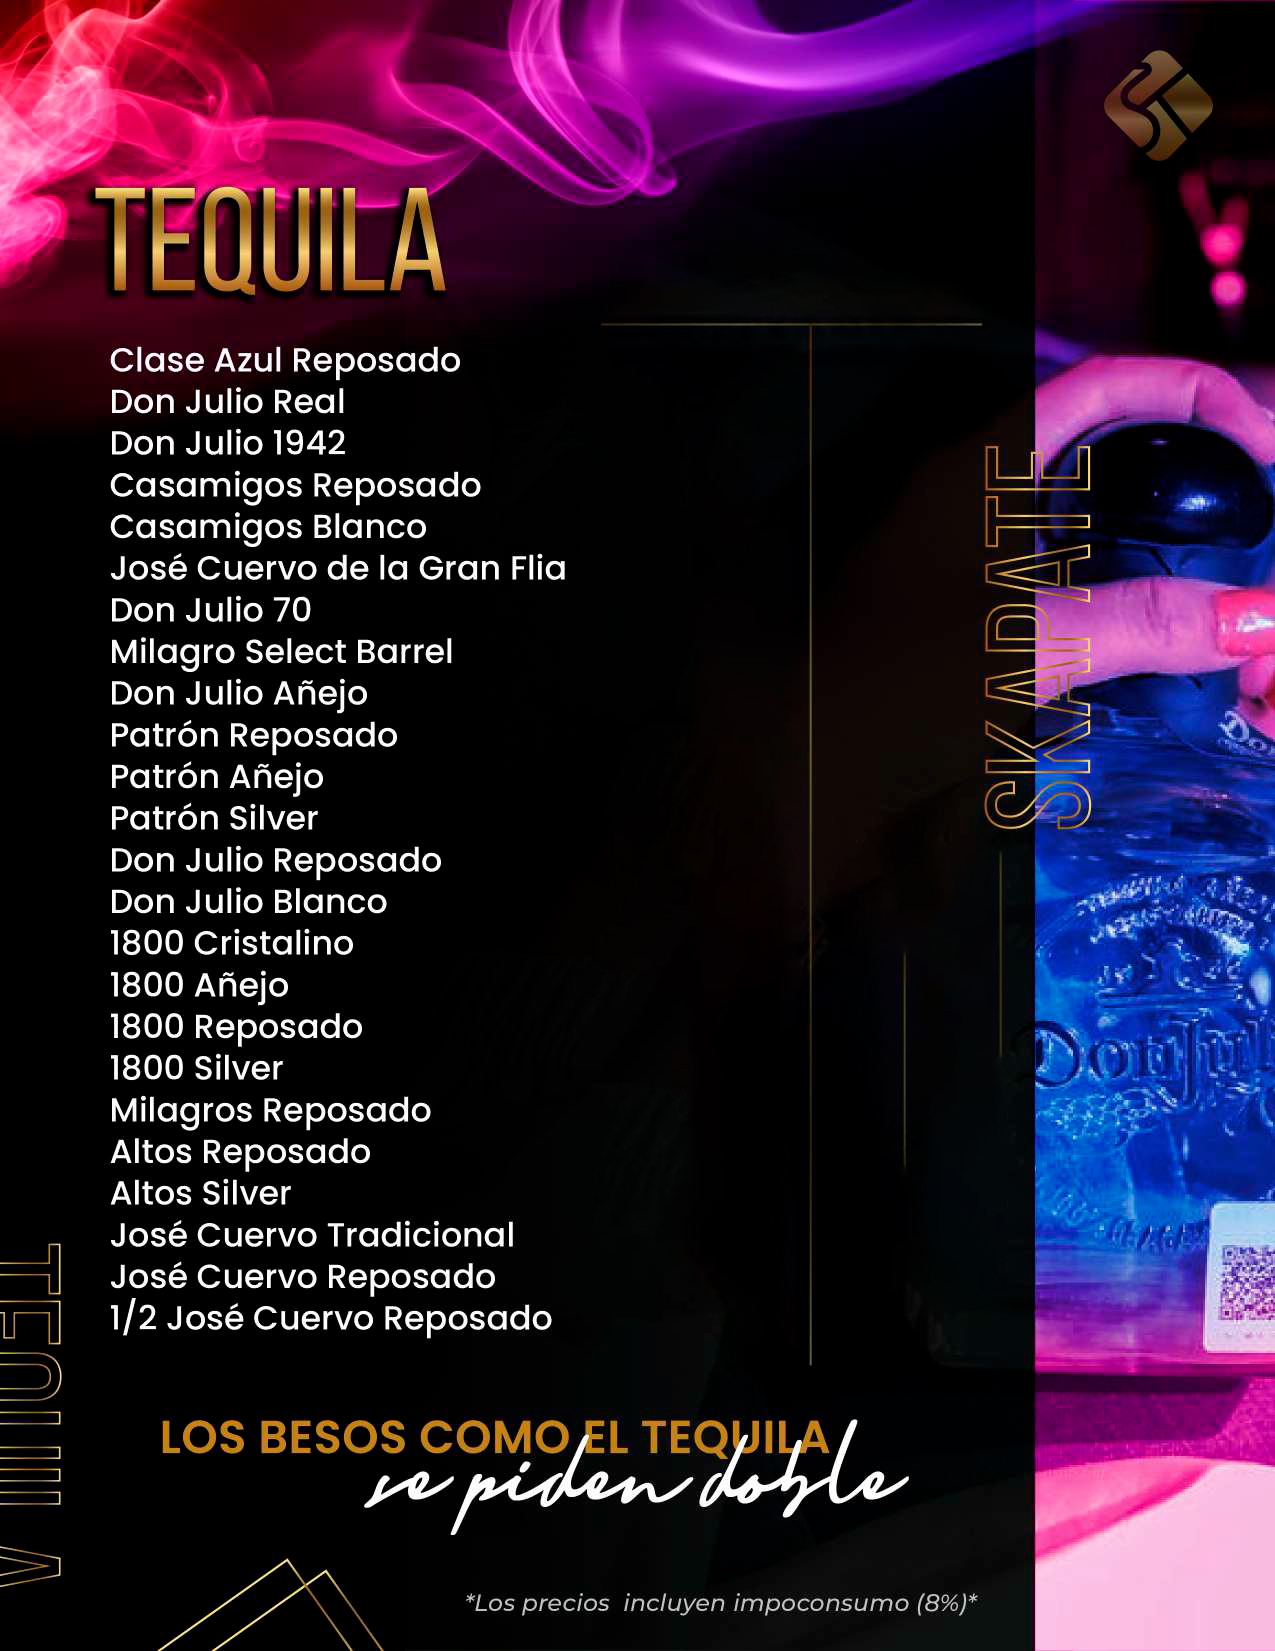 TEQUILA
Clase Azul Reposado
Don Julio Real
Don Julio 1942
Casamigos Reposado
Casamigos Blanco
José Cuervo de la Gran Flia
Don Julio 70
Milagro Select Barrel
Don Julio Añejo
Patrón Reposado
Patrón Añejo
Patrón Silver
Don Julio Reposado
Don Julio Blanco
1800 Cristalino
1800 Añejo
1800 Reposado
1800 Silver
Milagros Reposado
Altos Reposado
Altos Silver
José Cuervo Tradicional
José Cuervo Reposado
1/2 José Cuervo Reposado
SKAPATE
TEQUILA
Don Juli
LOS BESOS COMO EL TEQUILA
se piden doble
*Los precios incluyen impoconsumo (8%)*